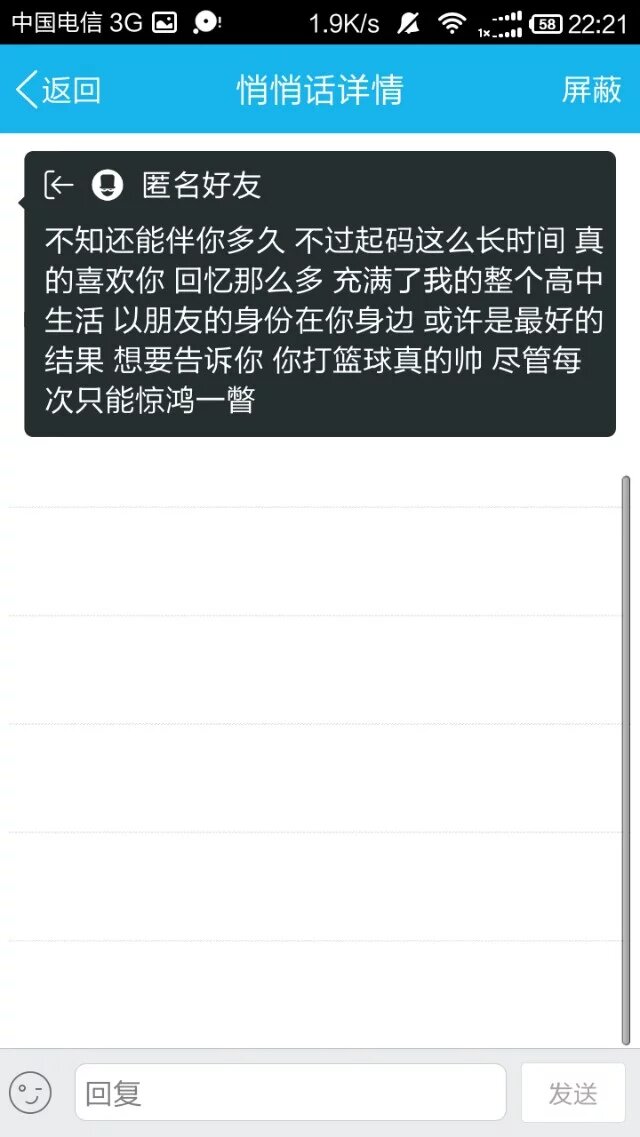 中国电信 3G 1.9K/s 1x 58 22:21
返回 悄悄话详情 屏蔽
匿名好友
不知还能伴你多久 不过起码这么长时间 真
的喜欢你 回忆那么多 充满了我的整个高中
生活 以朋友的身份在你身边 或许是最好的
结果 想要告诉你 你打篮球真的帅 尽管每
次只能惊鸿一瞥
回复 发送